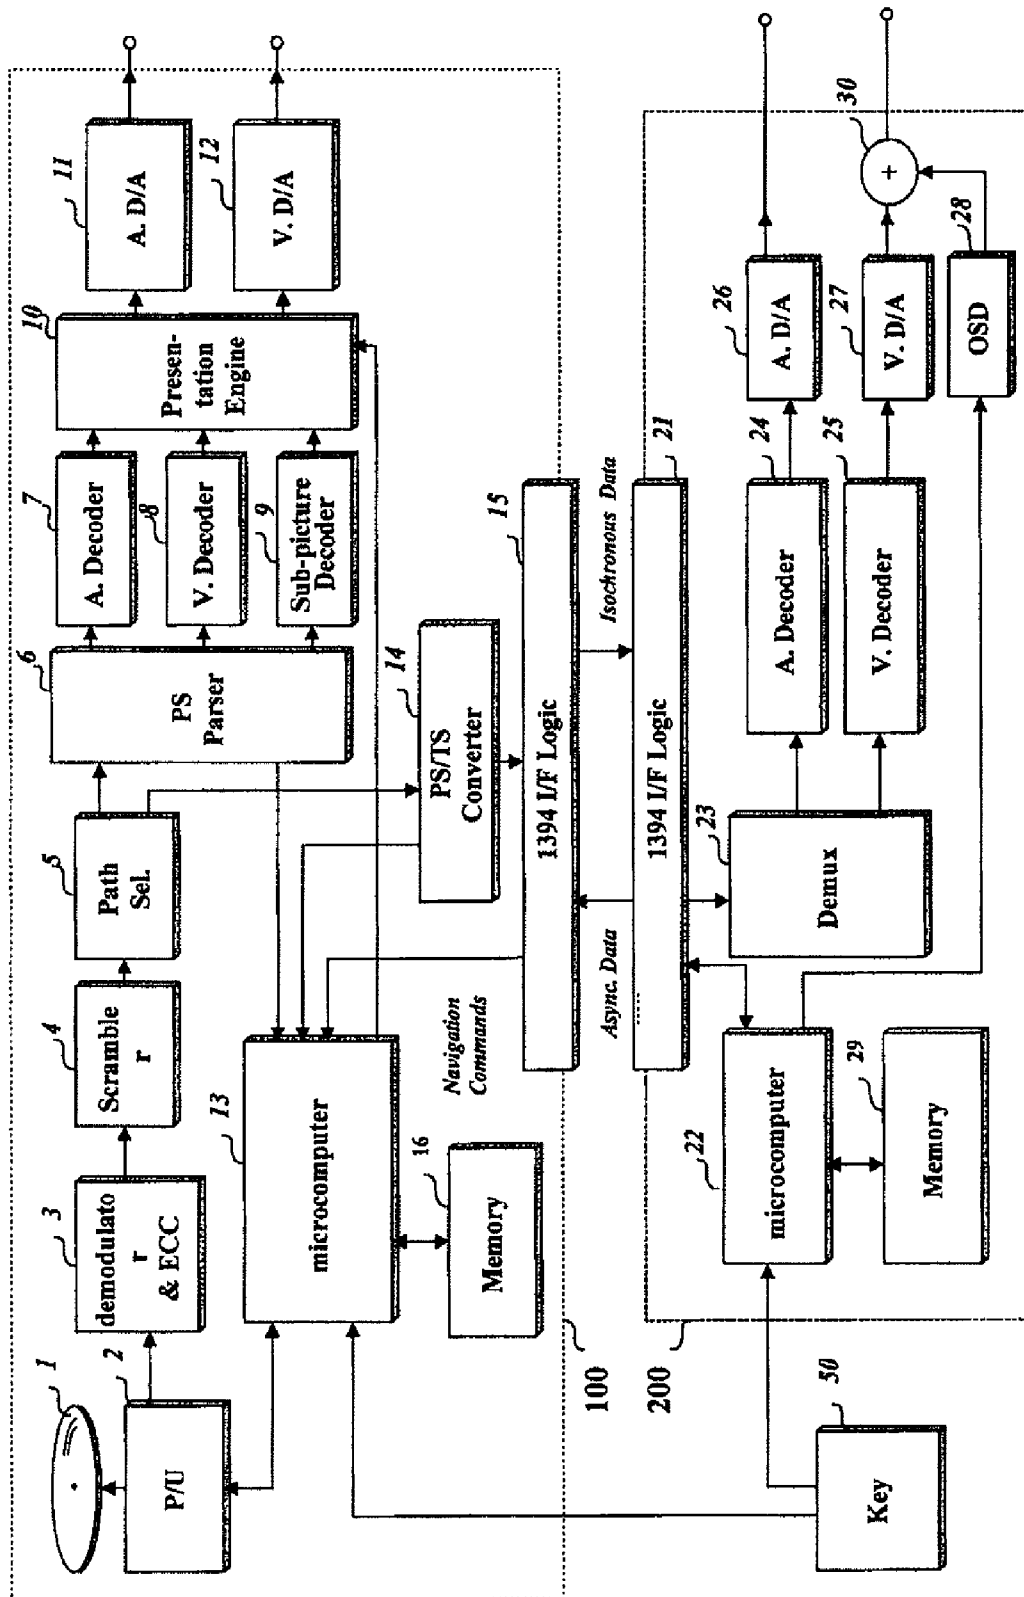 1
2
P/U
3
demodulato
r
& ECC
4
Scramble
r
5
Path
Sel.
6
PS
Parser
7
A. Decoder
8
V. Decoder
9
Sub-picture
Decoder
10
Presen-
tation
Engine
11
A. D/A
12
V. D/A
13
microcomputer
16
Memory
14
PS/TS
Converter
Navigation
Commands
15
1394 I/F Logic
100
Async. Data
Isochronous Data
200
21
1394 I/F Logic
50
Key
22
microcomputer
29
Memory
23
Demux
24
A. Decoder
25
V. Decoder
26
A. D/A
27
V. D/A
28
OSD
30
+